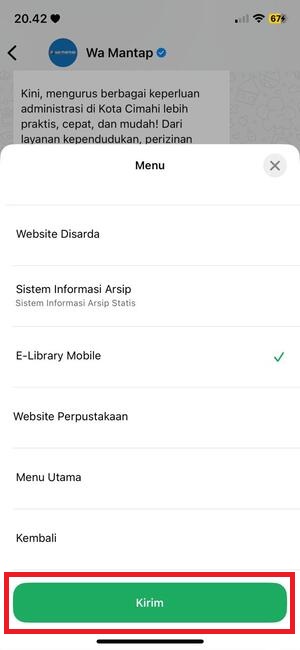 20.42
67
Wa Mantap
Kini, mengurus berbagai keperluan
administrasi di Kota Cimahi lebih
praktis, cepat, dan mudah! Dari
layanan kependudukan, perizinan
Menu
Website Disarda
Sistem Informasi Arsip
Sistem Informasi Arsip Statis
E-Library Mobile
Website Perpustakaan
Menu Utama
Kembali
Kirim